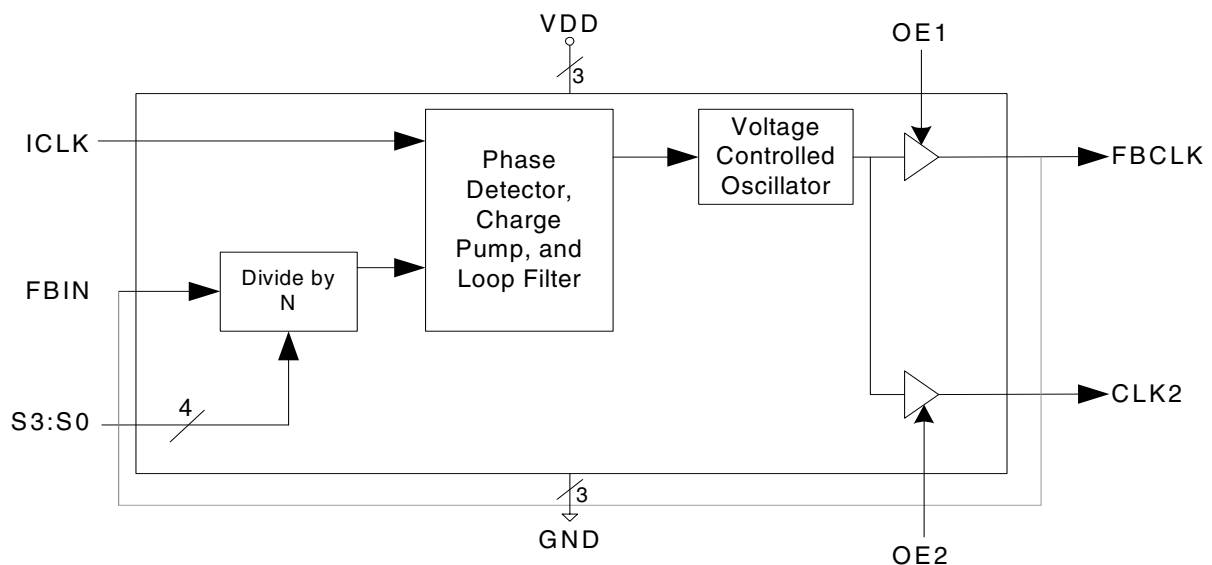 VDD
OE1
3
ICLK
Phase
Detector,
Charge
Pump, and
Loop Filter
Voltage
Controlled
Oscillator
FBCLK
FBIN
Divide by
N
S3:S0
4
CLK2
3
GND
OE2